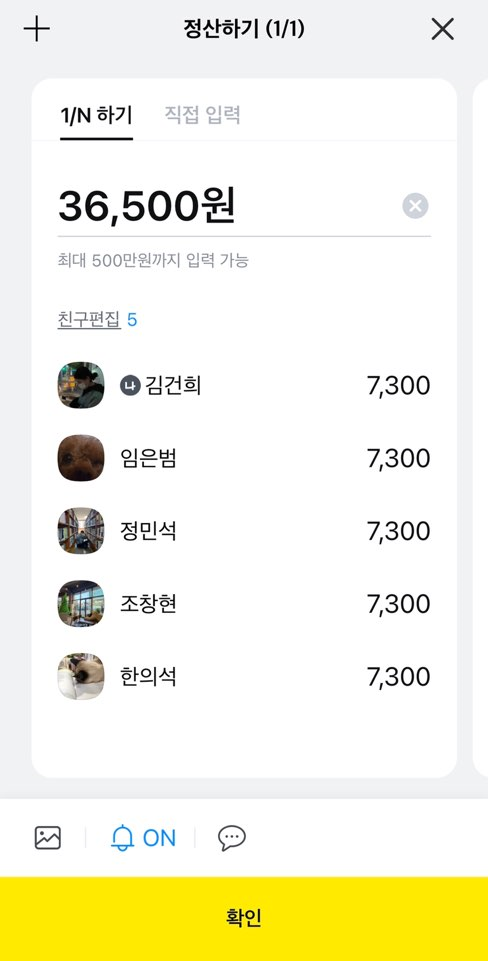 정산하기 (1/1)
1/N 하기 직접 입력
36,500원
최대 500만원까지 입력 가능
친구편집 5
나 김건희 7,300
임은범 7,300
정민석 7,300
조창현 7,300
한의석 7,300
ON
확인